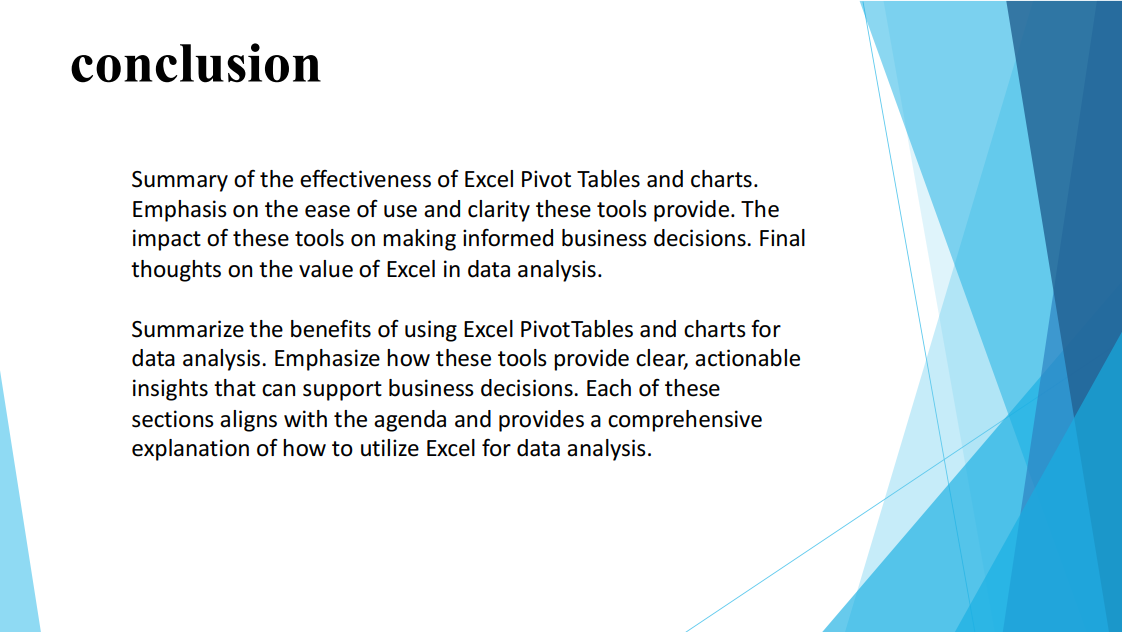 conclusion
Summary of the effectiveness of Excel Pivot Tables and charts.
Emphasis on the ease of use and clarity these tools provide. The
impact of these tools on making informed business decisions. Final
thoughts on the value of Excel in data analysis.
Summarize the benefits of using Excel PivotTables and charts for
data analysis. Emphasize how these tools provide clear, actionable
insights that can support business decisions. Each of these
sections aligns with the agenda and provides a comprehensive
explanation of how to utilize Excel for data analysis.